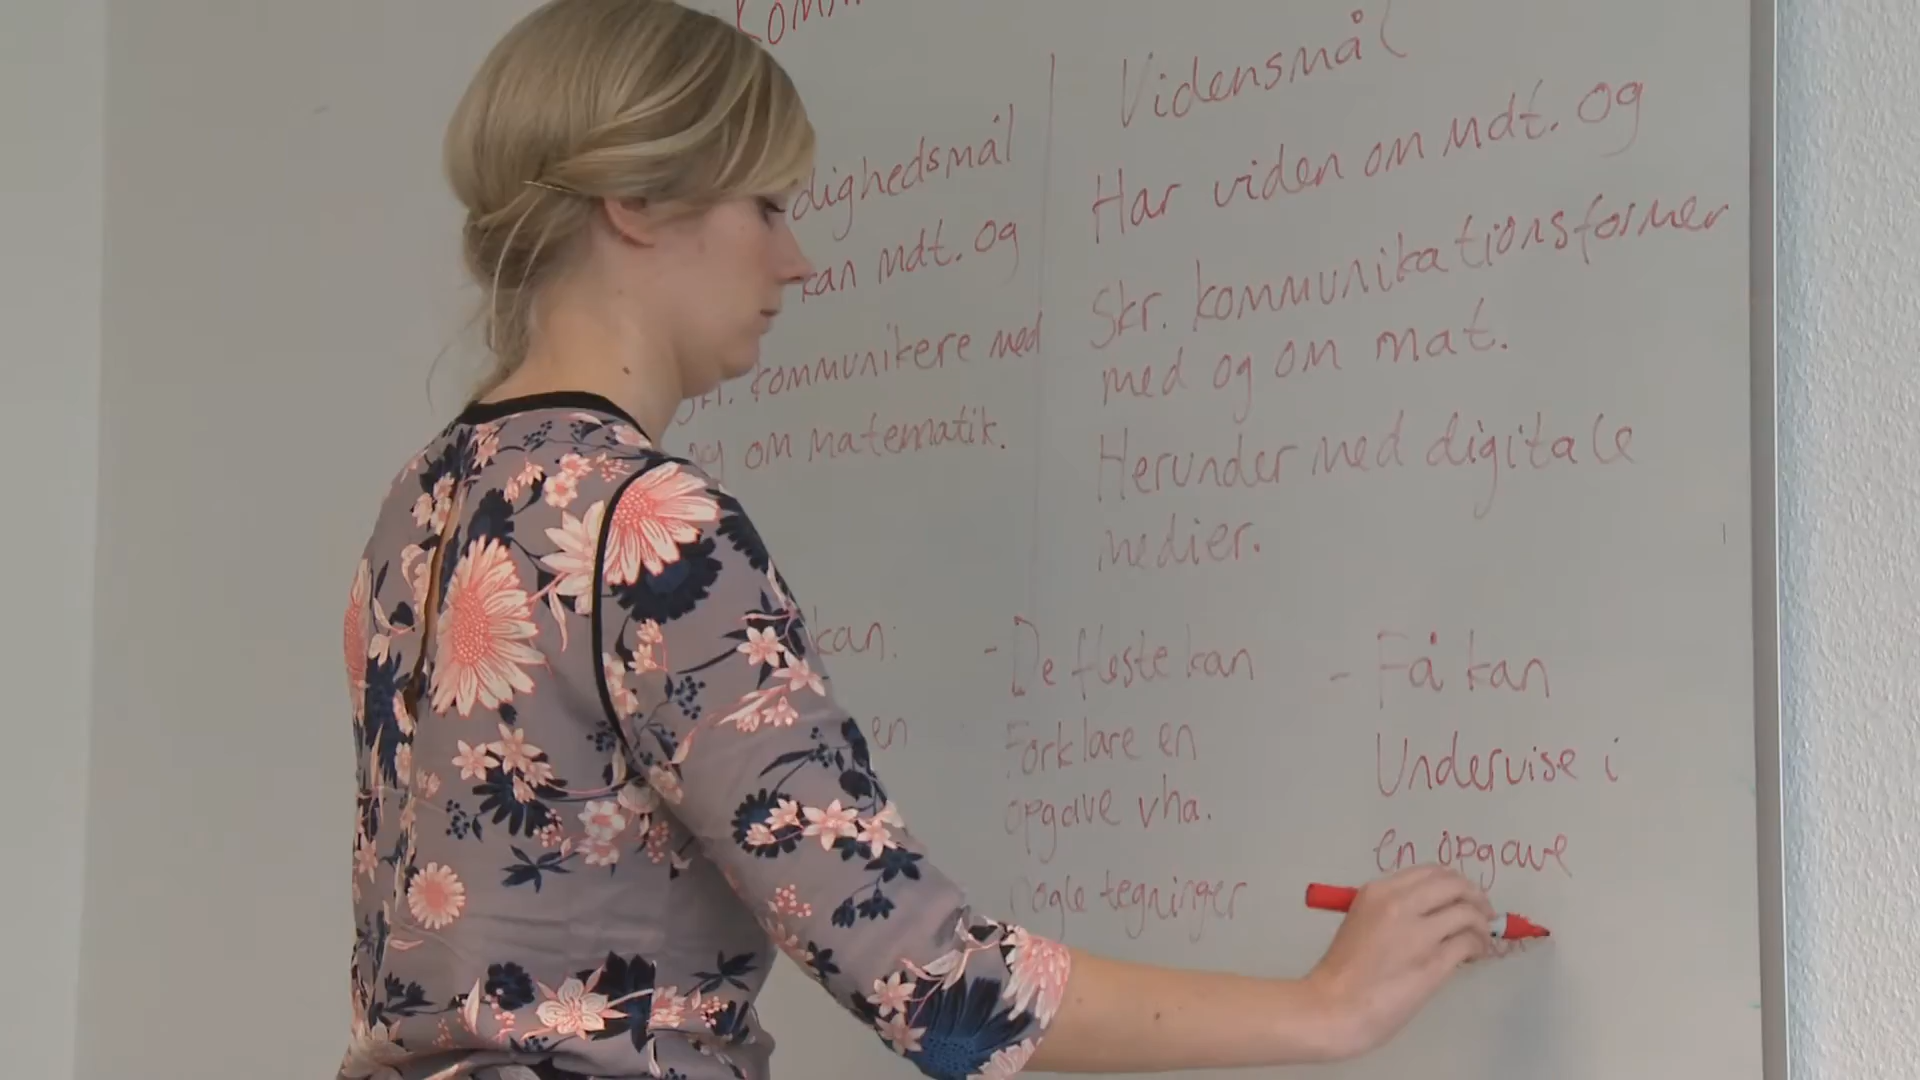 Vidensmål
dighedsmål
Har viden om mdt. og
kan mdt. og
Skr. kommunikationsformer
kommunikere med
med og om mat.
og om matematik.
Herunder med digitale
medier.
kan:
- De fleste kan
- Få kan
en
Forklare en
Undervise i
opgave vha.
en opgave
nogle tegninger